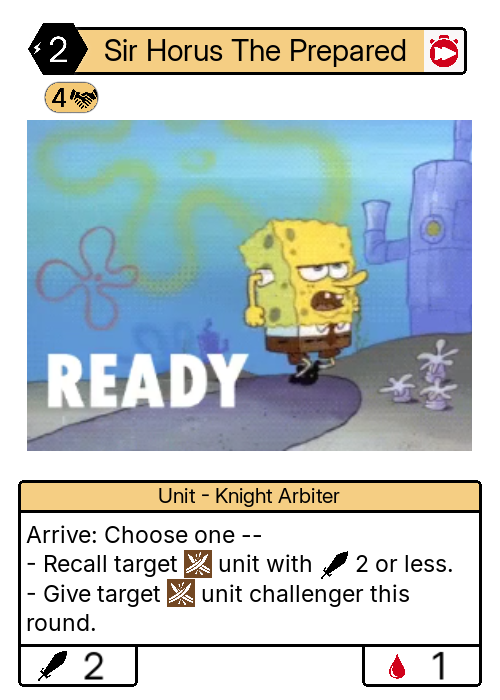 2 Sir Horus The Prepared
4
READY
Unit - Knight Arbiter
Arrive: Choose one --
- Recall target unit with 2 or less.
- Give target unit challenger this
round.
2 1